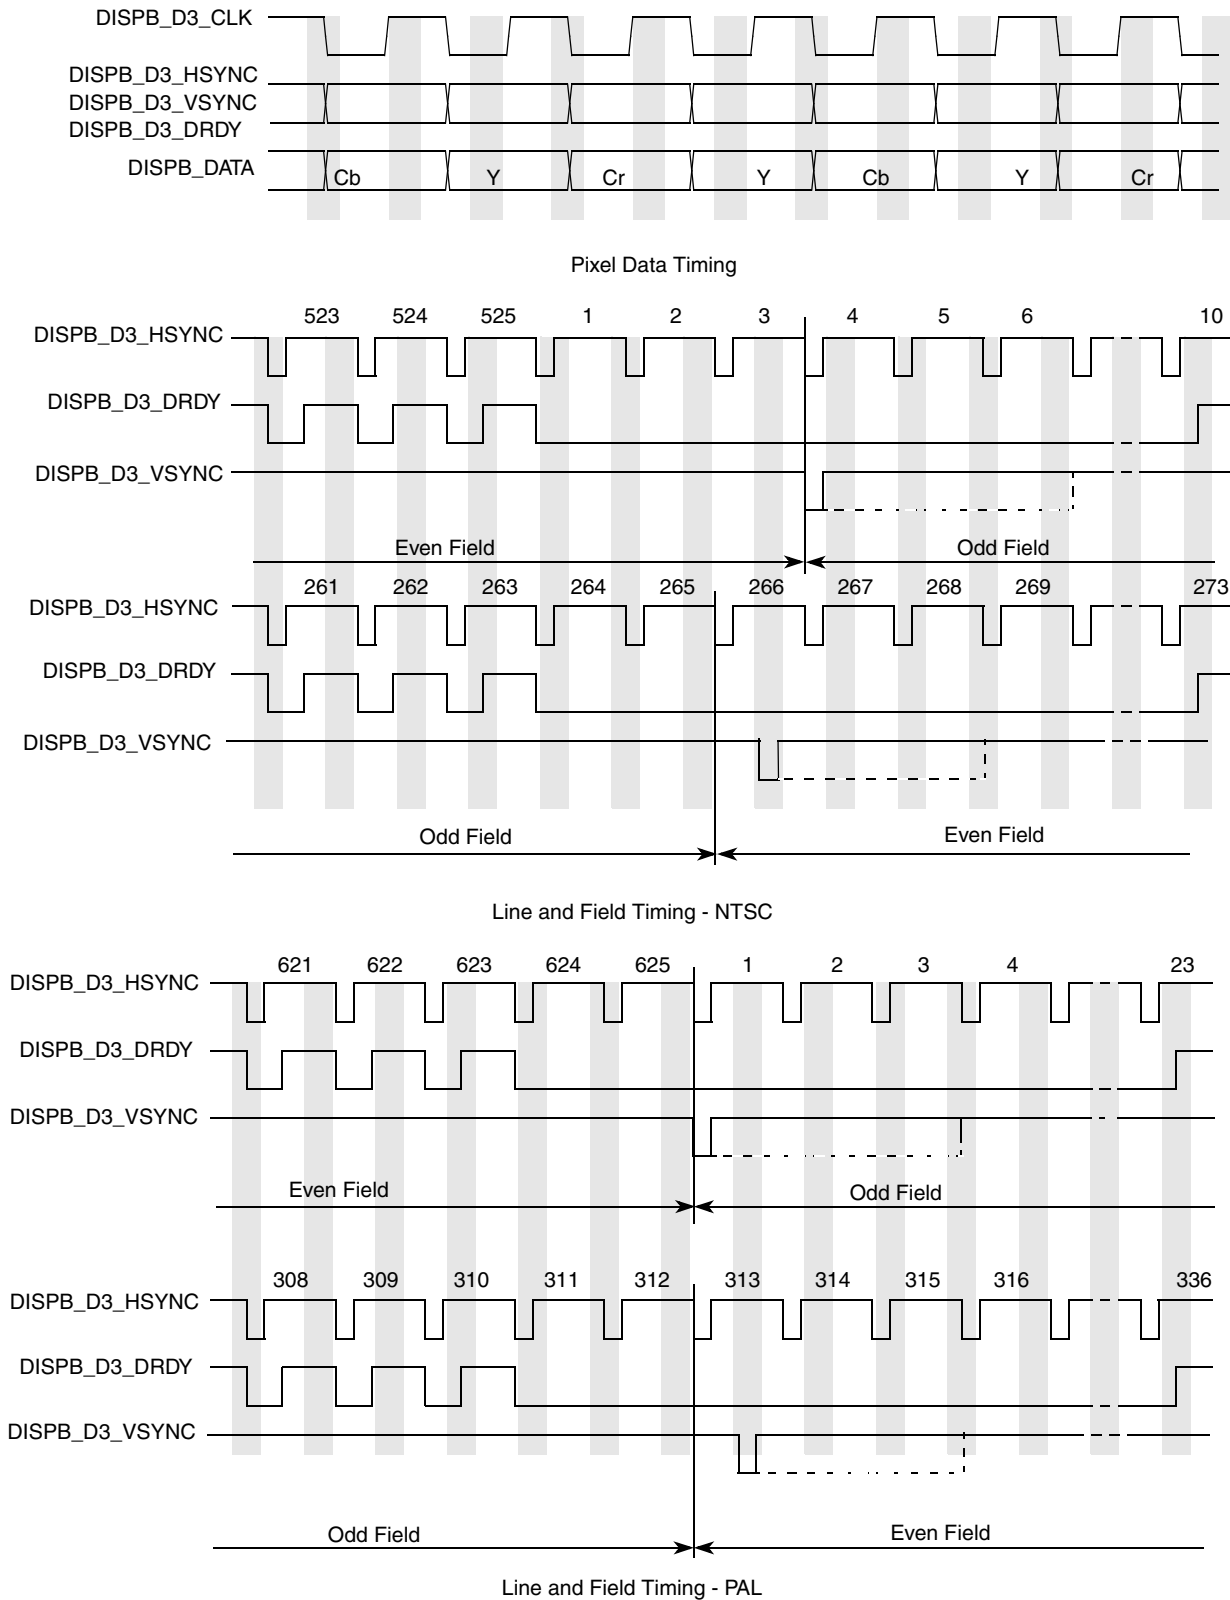 DISPB_D3_CLK
DISPB_D3_HSYNC
DISPB_D3_VSYNC
DISPB_D3_DRDY
DISPB_DATA Cb Y Cr Y Cb Y Cr
Pixel Data Timing
523 524 525 1 2 3 4 5 6 10
DISPB_D3_HSYNC
DISPB_D3_DRDY
DISPB_D3_VSYNC
Even Field Odd Field
261 262 263 264 265 266 267 268 269 273
DISPB_D3_HSYNC
DISPB_D3_DRDY
DISPB_D3_VSYNC
Odd Field Even Field
Line and Field Timing - NTSC
621 622 623 624 625 1 2 3 4 23
DISPB_D3_HSYNC
DISPB_D3_DRDY
DISPB_D3_VSYNC
Even Field Odd Field
308 309 310 311 312 313 314 315 316 336
DISPB_D3_HSYNC
DISPB_D3_DRDY
DISPB_D3_VSYNC
Odd Field Even Field
Line and Field Timing - PAL